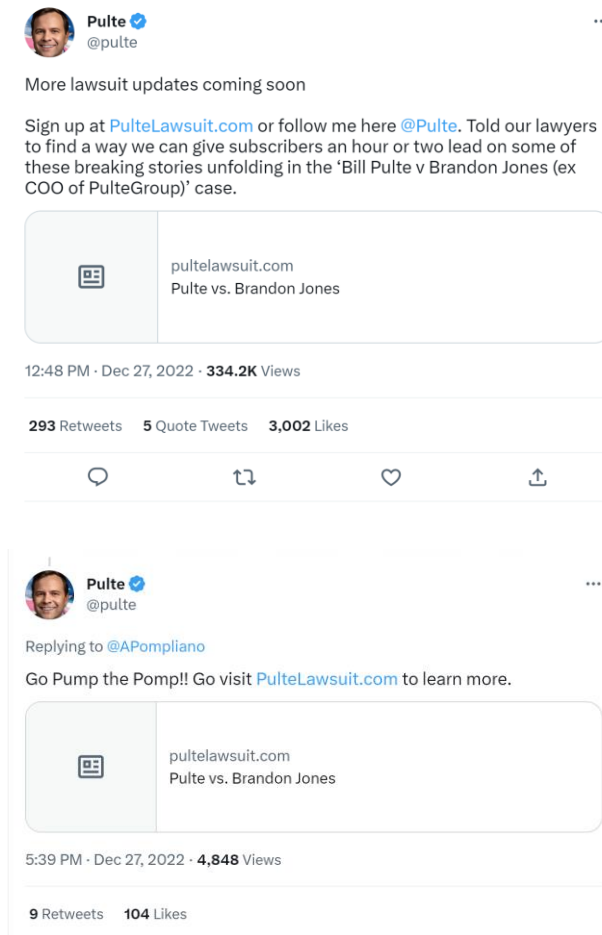 Pulte
@pulte
More lawsuit updates coming soon
Sign up at PulteLawsuit.com or follow me here @Pulte. Told our lawyers
to find a way we can give subscribers an hour or two lead on some of
these breaking stories unfolding in the ‘Bill Pulte v Brandon Jones (ex
COO of PulteGroup)’ case.
pultelawsuit.com
Pulte vs. Brandon Jones
12:48 PM · Dec 27, 2022 · 334.2K Views
293 Retweets 5 Quote Tweets 3,002 Likes
Pulte
@pulte
Replying to @APompliano
Go Pump the Pomp!! Go visit PulteLawsuit.com to learn more.
pultelawsuit.com
Pulte vs. Brandon Jones
5:39 PM · Dec 27, 2022 · 4,848 Views
9 Retweets 104 Likes